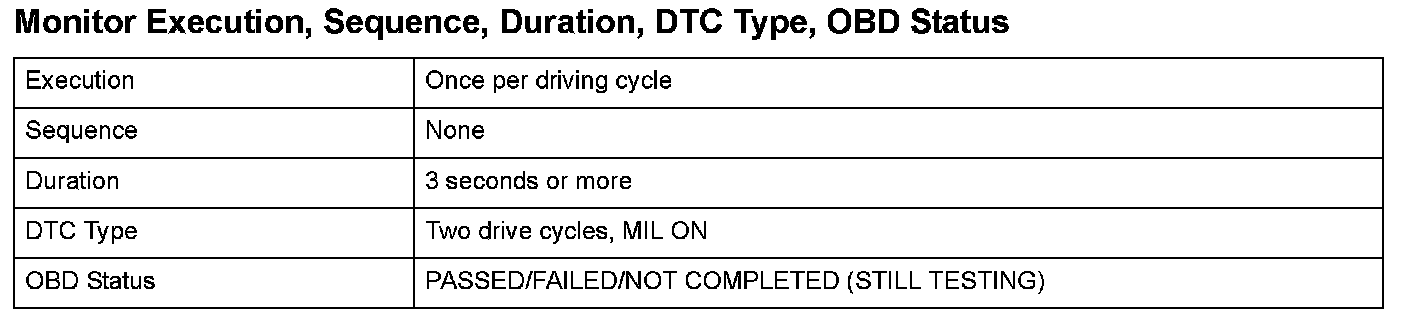 Monitor Execution, Sequence, Duration, DTC Type, OBD Status
Execution Once per driving cycle
Sequence None
Duration 3 seconds or more
DTC Type Two drive cycles, MIL ON
OBD Status PASSED/FAILED/NOT COMPLETED (STILL TESTING)